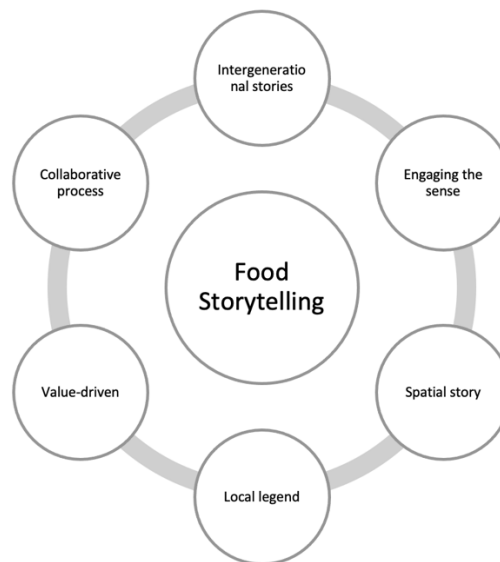 Intergeneratio
nal stories
Collaborative
process
Engaging the
sense
Food
Storytelling
Value-driven
Spatial story
Local legend